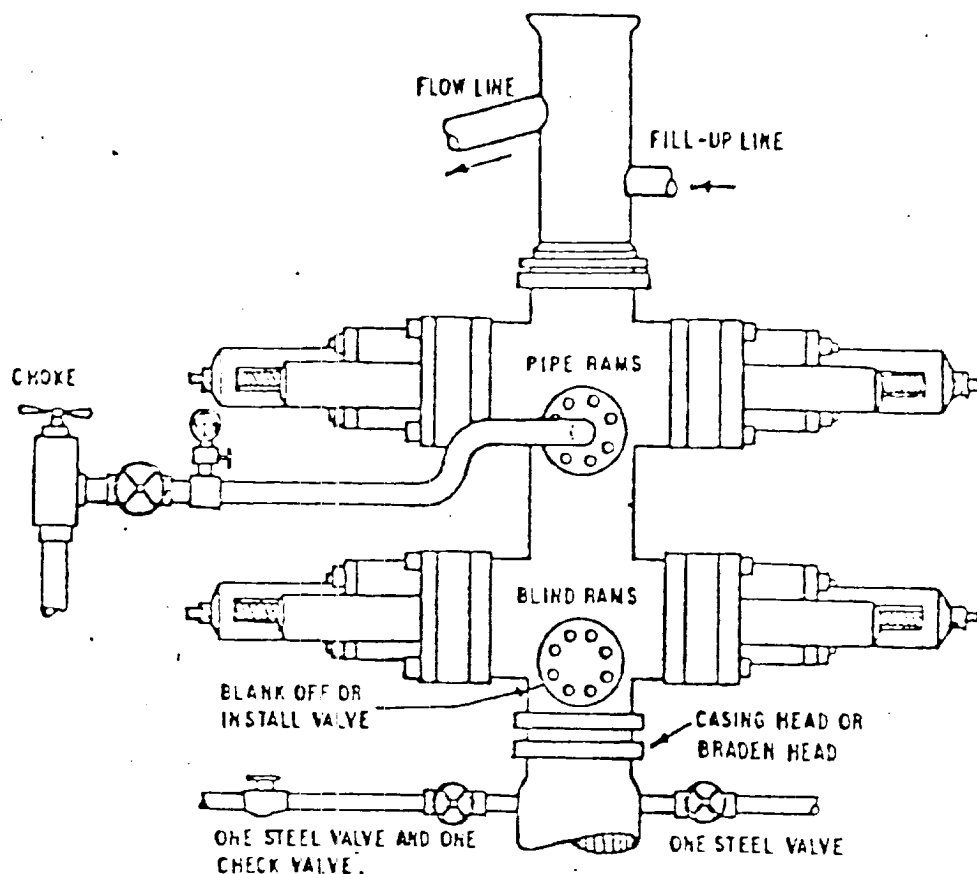 FLOW LINE
FILL-UP LINE
PIPE RAMS
CHOKE
BLIND RAMS
BLANK OFF OR
INSTALL VALVE
CASING HEAD OR
BRADEN HEAD
ONE STEEL VALVE AND ONE
CHECK VALVE.
ONE STEEL VALVE